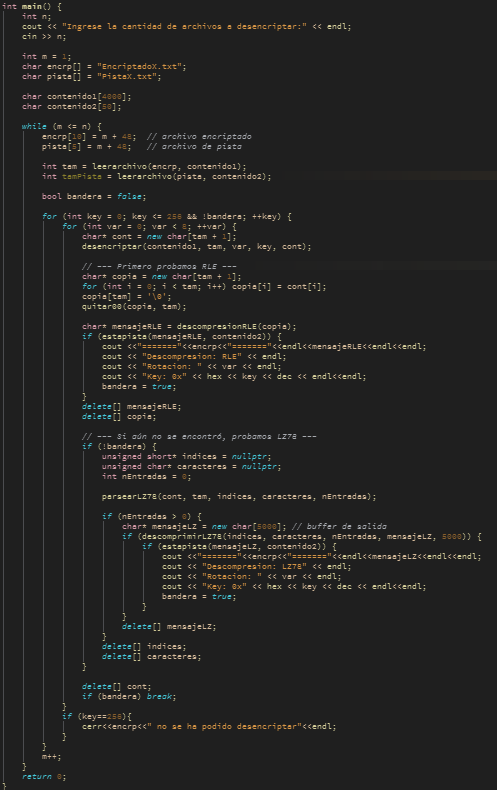 int main() {
int n;
cout << "Ingrese la cantidad de archivos a desencriptar:" << endl;
cin >> n;
int m = 1;
char encrp[] = "EncriptadoX.txt";
char pista[] = "PistaX.txt";
char contenido1[4000];
char contenido2[50];
while (m <= n) {
encrp[10] = m + 48;  // archivo encriptado
pista[5] = m + 48;   // archivo de pista
int tam = leerarchivo(encrp, contenido1);
int tamPista = leerarchivo(pista, contenido2);
bool bandera = false;
for (int key = 0; key <= 256 && !bandera; ++key) {
for (int var = 0; var < 8; ++var) {
char* cont = new char[tam + 1];
desencriptar(contenido1, tam, var, key, cont);
// --- Primero probamos RLE ---
char* copia = new char[tam + 1];
for (int i = 0; i < tam; i++) copia[i] = cont[i];
copia[tam] = '\0';
quitar00(copia, tam);
char* mensajeRLE = descompresionRLE(copia);
if (estapista(mensajeRLE, contenido2)) {
cout <<"======="<<encrp<<"======="<<endl<<mensajeRLE<<endl<<endl;
cout << "Descompresion: RLE" << endl;
cout << "Rotacion: " << var << endl;
cout << "Key: 0x" << hex << key << dec << endl<<endl;
bandera = true;
}
delete[] mensajeRLE;
delete[] copia;
// --- Si aún no se encontró, probamos LZ78 ---
if (!bandera) {
unsigned short* indices = nullptr;
unsigned char* caracteres = nullptr;
int nEntradas = 0;
parsearLZ78(cont, tam, indices, caracteres, nEntradas);
if (nEntradas > 0) {
char* mensajeLZ = new char[5000]; // buffer de salida
if (descomprimirLZ78(indices, caracteres, nEntradas, mensajeLZ, 5000)) {
if (estapista(mensajeLZ, contenido2)) {
cout <<"======="<<encrp<<"======="<<endl<<mensajeLZ<<endl<<endl;
cout << "Descompresion: LZ78" << endl;
cout << "Rotacion: " << var << endl;
cout << "Key: 0x" << hex << key << dec << endl<<endl;
bandera = true;
}
}
delete[] mensajeLZ;
}
delete[] indices;
delete[] caracteres;
}
delete[] cont;
if (bandera) break;
}
if (key==256){
cerr<<encrp<<" no se ha podido desencriptar"<<endl;
}
}
m++;
}
return 0;
}